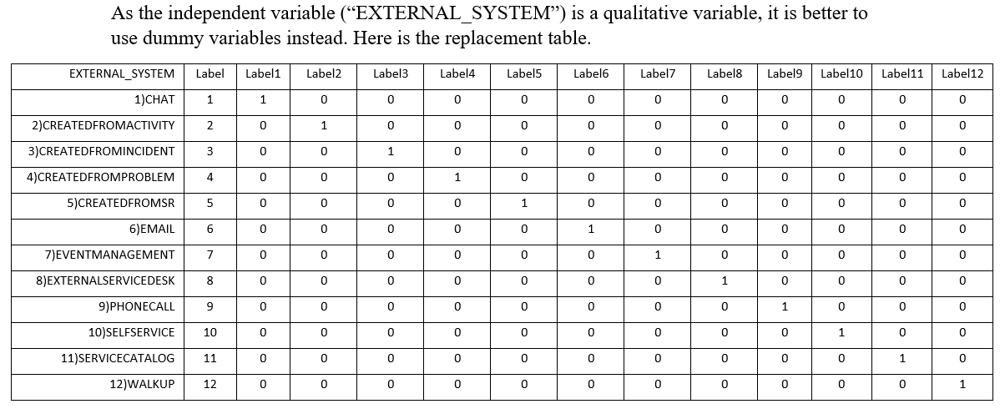 As the independent variable (“EXTERNAL_SYSTEM”) is a qualitative variable, it is better to
use dummy variables instead. Here is the replacement table.
EXTERNAL_SYSTEM Label Label1 Label2 Label3 Label4 Label5 Label6 Label7 Label8 Label9 Label10 Label11 Label12
1)CHAT 1 1 0 0 0 0 0 0 0 0 0 0 0
2)CREATEDFROMACTIVITY 2 0 1 0 0 0 0 0 0 0 0 0 0
3)CREATEDFROMINCIDENT 3 0 0 1 0 0 0 0 0 0 0 0 0
4)CREATEDFROMPROBLEM 4 0 0 0 1 0 0 0 0 0 0 0 0
5)CREATEDFROMSR 5 0 0 0 0 1 0 0 0 0 0 0 0
6)EMAIL 6 0 0 0 0 0 1 0 0 0 0 0 0
7)EVENTMANAGEMENT 7 0 0 0 0 0 0 1 0 0 0 0 0
8)EXTERNALSERVICEDESK 8 0 0 0 0 0 0 0 1 0 0 0 0
9)PHONECALL 9 0 0 0 0 0 0 0 0 1 0 0 0
10)SELFSERVICE 10 0 0 0 0 0 0 0 0 0 1 0 0
11)SERVICECATALOG 11 0 0 0 0 0 0 0 0 0 0 1 0
12)WALKUP 12 0 0 0 0 0 0 0 0 0 0 0 1